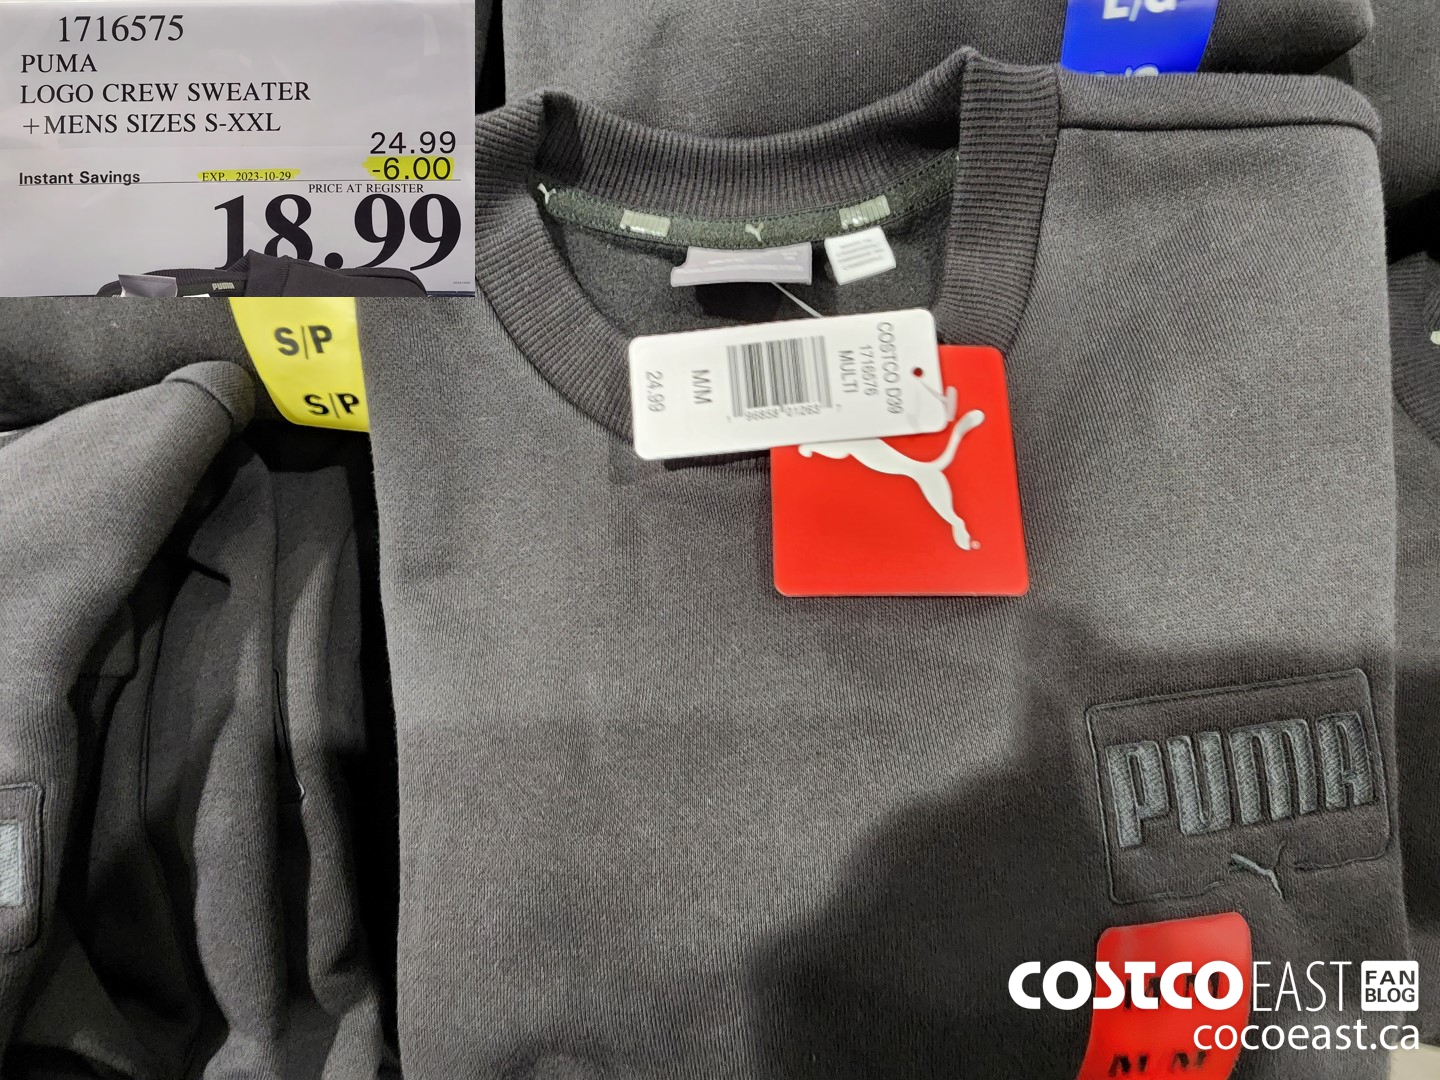 1716575
PUMA
LOGO CREW SWEATER
+MENS SIZES S-XXL
24.99
-6.00
Instant Savings
EXP. 2023-10-29
PRICE AT REGISTER
18.99
PUMA
L/G
S|P
S|P
COSTCO D39
1716576
MULTI
M/M
24.99
PUMA
COSTCO EAST FAN BLOG
cocoeast.ca